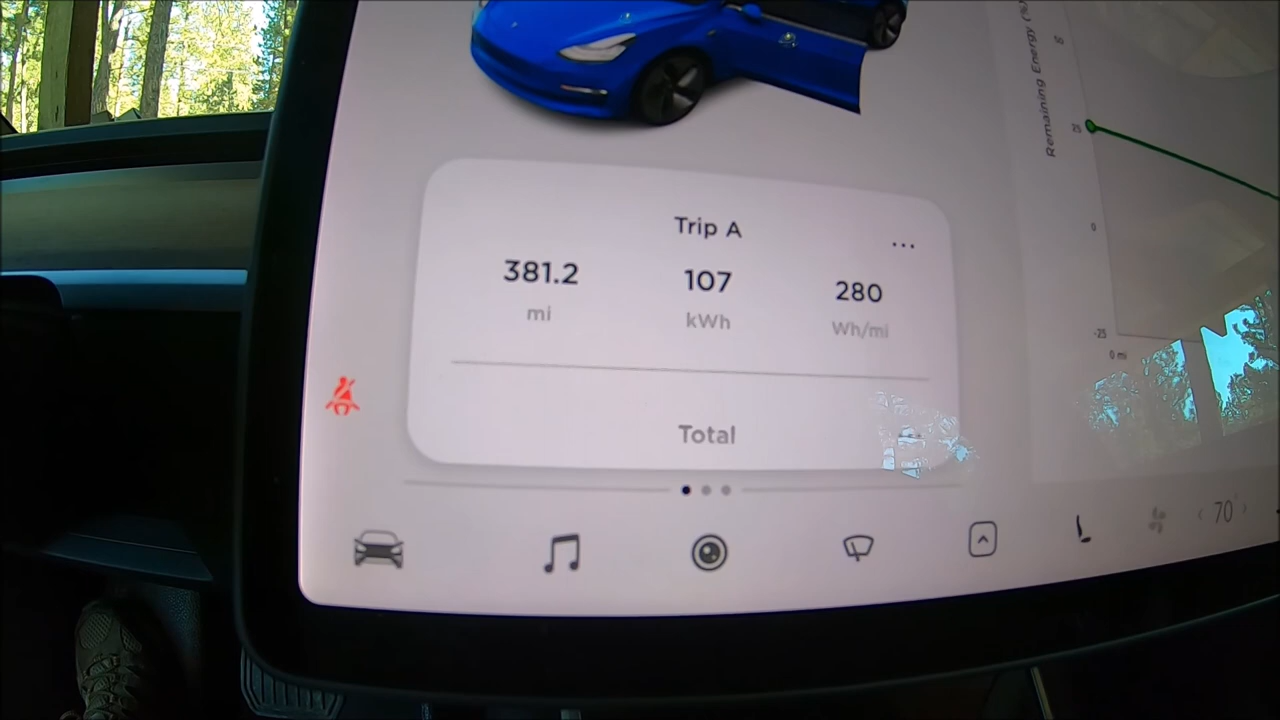 Trip A
...
381.2
107
280
mi
kWh
Wh/mi
Total
70
Remaining Energy (%)
25
0
-25
0 mi